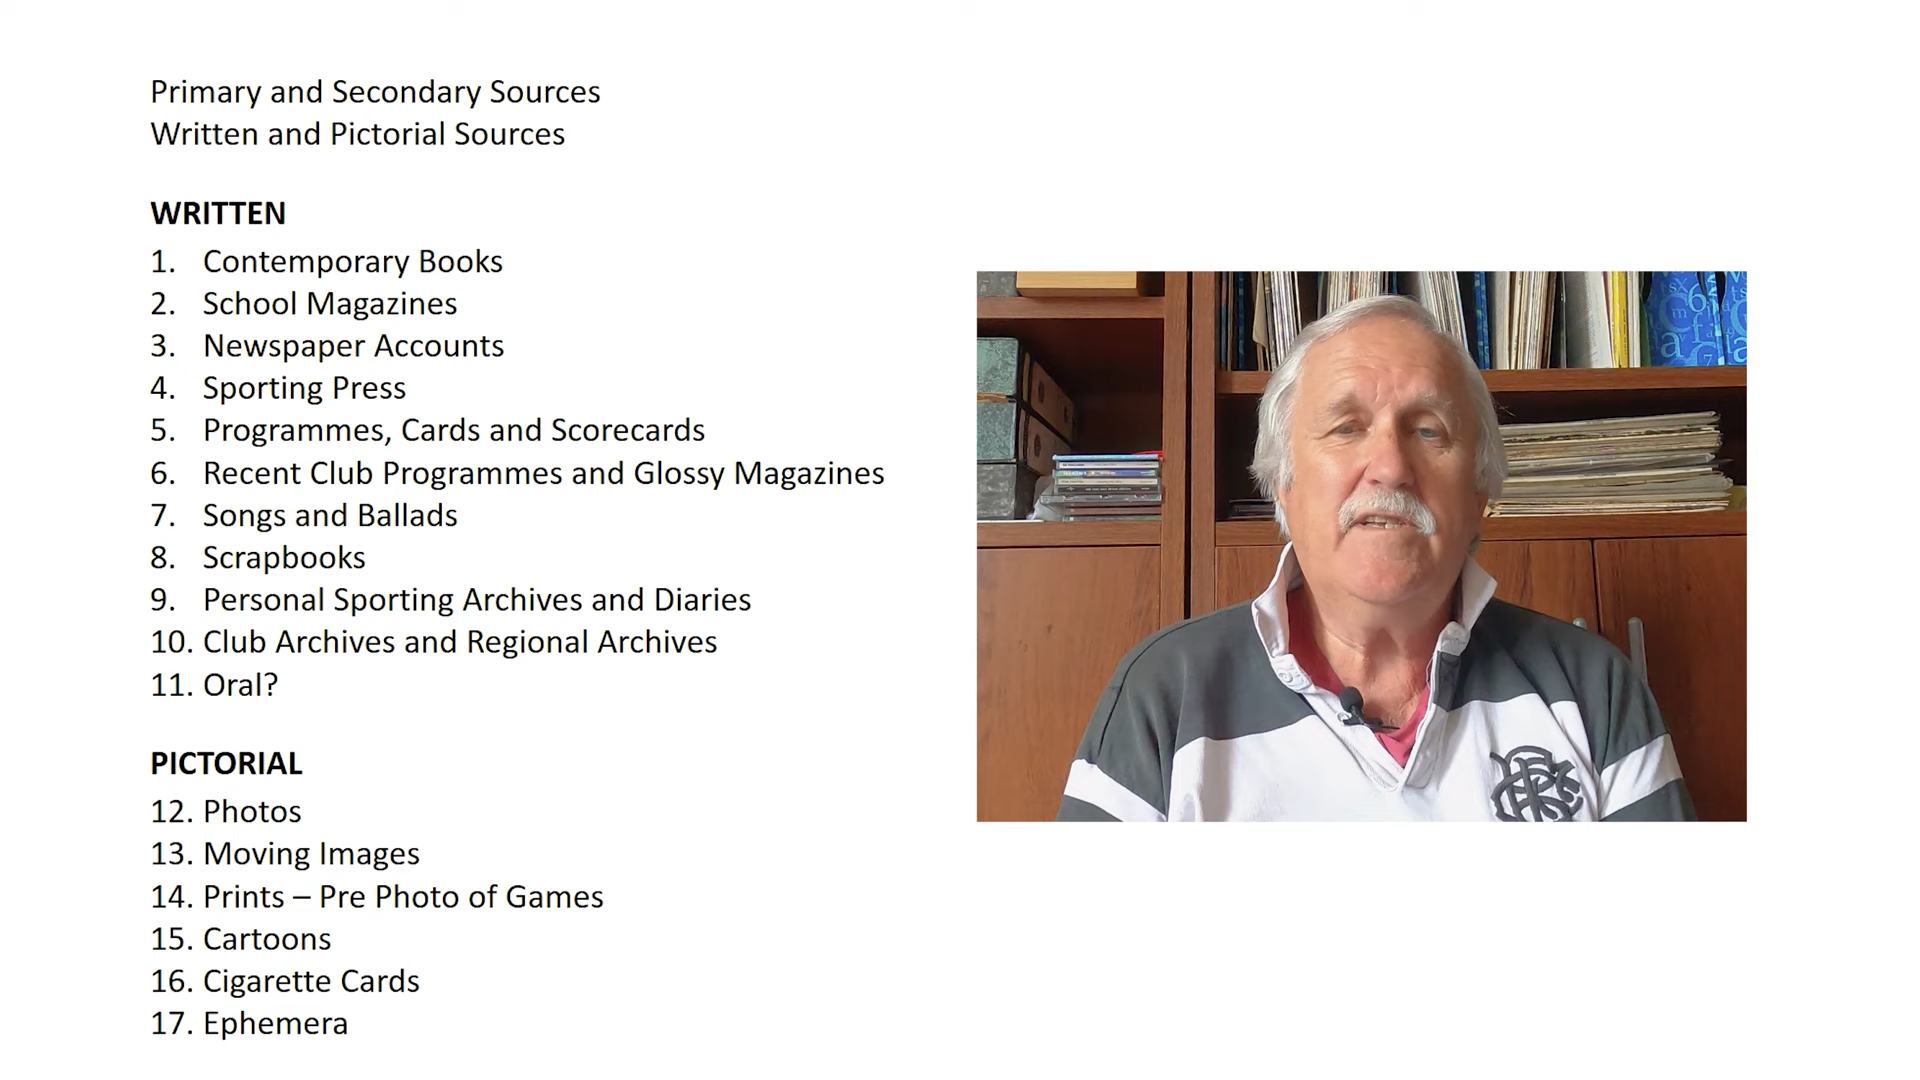 Primary and Secondary Sources
Written and Pictorial Sources
WRITTEN
1. Contemporary Books
2. School Magazines
3. Newspaper Accounts
4. Sporting Press
5. Programmes, Cards and Scorecards
6. Recent Club Programmes and Glossy Magazines
7. Songs and Ballads
8. Scrapbooks
9. Personal Sporting Archives and Diaries
10. Club Archives and Regional Archives
11. Oral?
PICTORIAL
12. Photos
13. Moving Images
14. Prints – Pre Photo of Games
15. Cartoons
16. Cigarette Cards
17. Ephemera